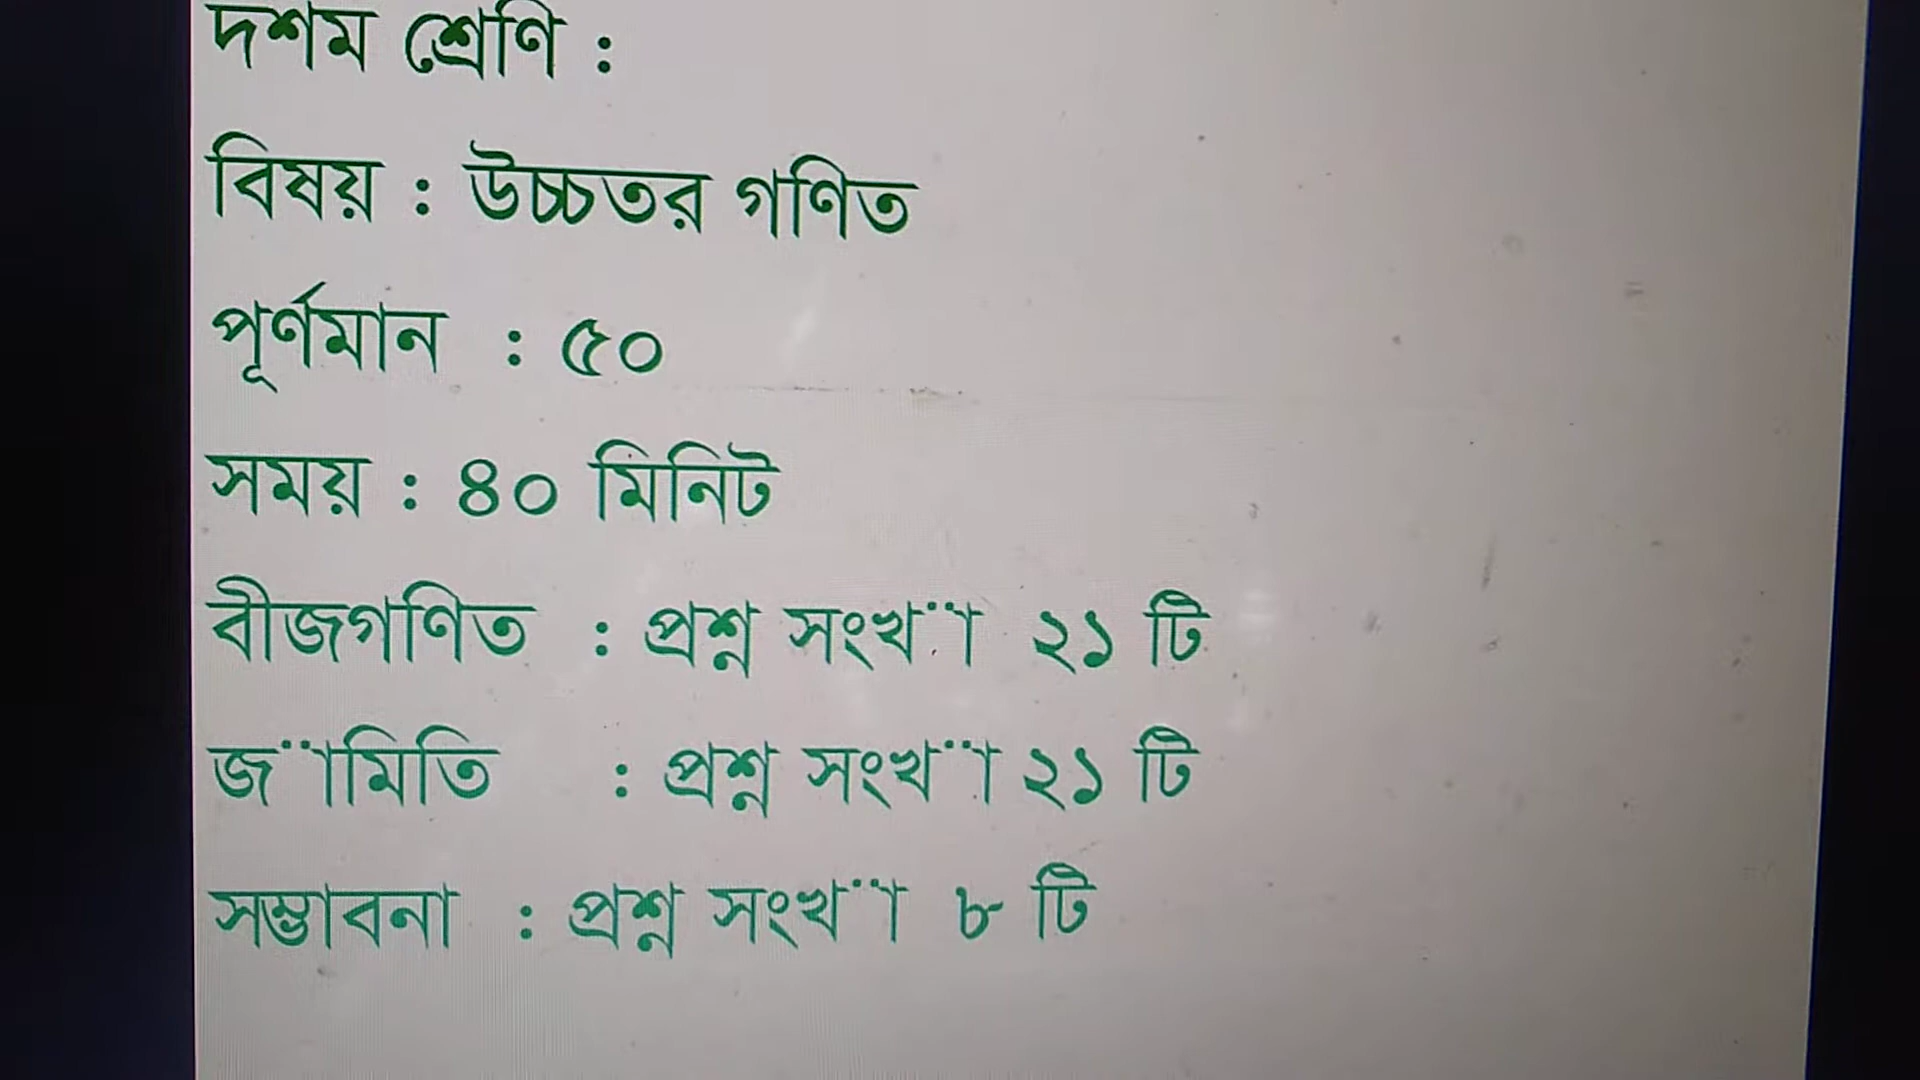 দশম শ্রেণি :
বিষয় : উচ্চতর গণিত
পূর্ণমান : ৫০
সময় : ৪০ মিনিট
বীজগণিত : প্রশ্ন সংখ্যা ২১ টি
জ্যামিতি : প্রশ্ন সংখ্যা ২১ টি
সম্ভাবনা : প্রশ্ন সংখ্যা ৮ টি